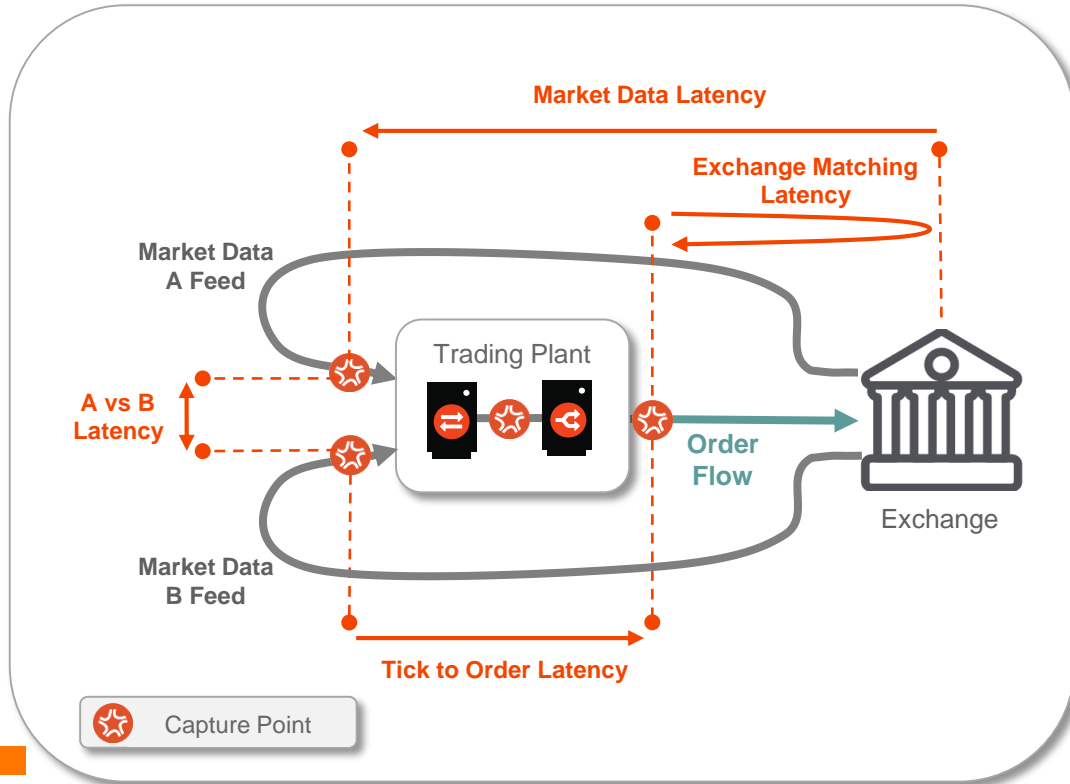 Market Data Latency
Exchange Matching
Latency
Market Data
A Feed
Trading Plant
A vs B
Latency
Order
Flow
Exchange
Market Data
B Feed
Tick to Order Latency
Capture Point